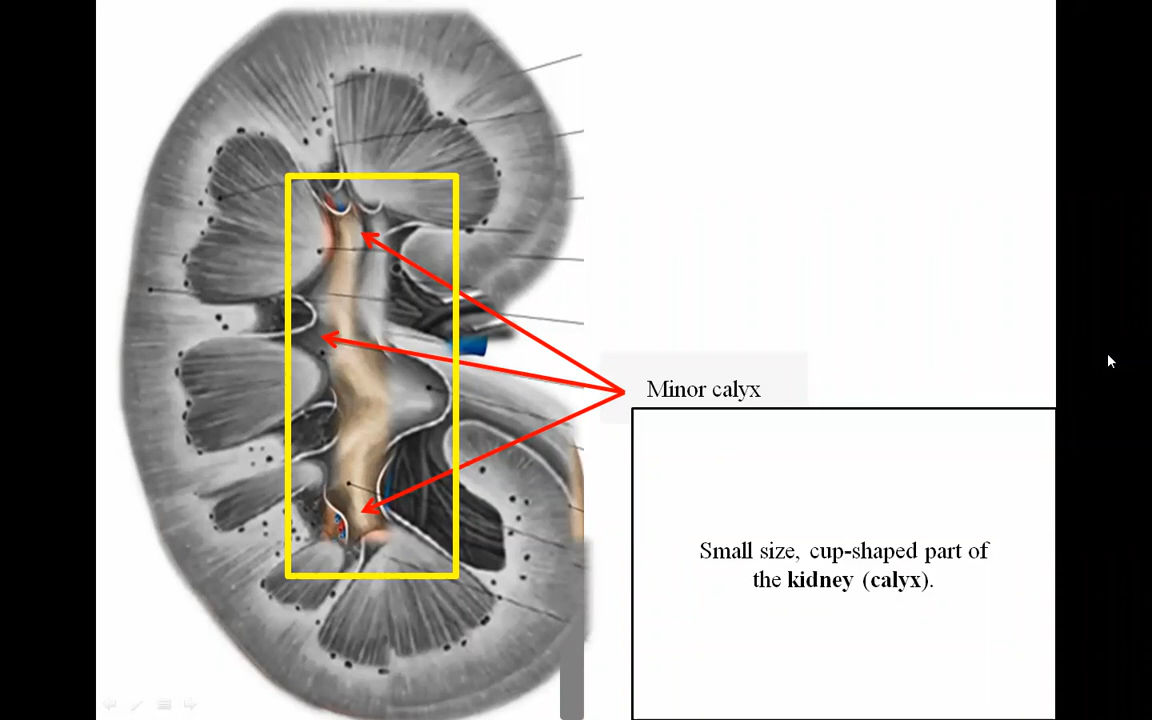 Minor calyx
Small size, cup-shaped part of
the kidney (calyx).